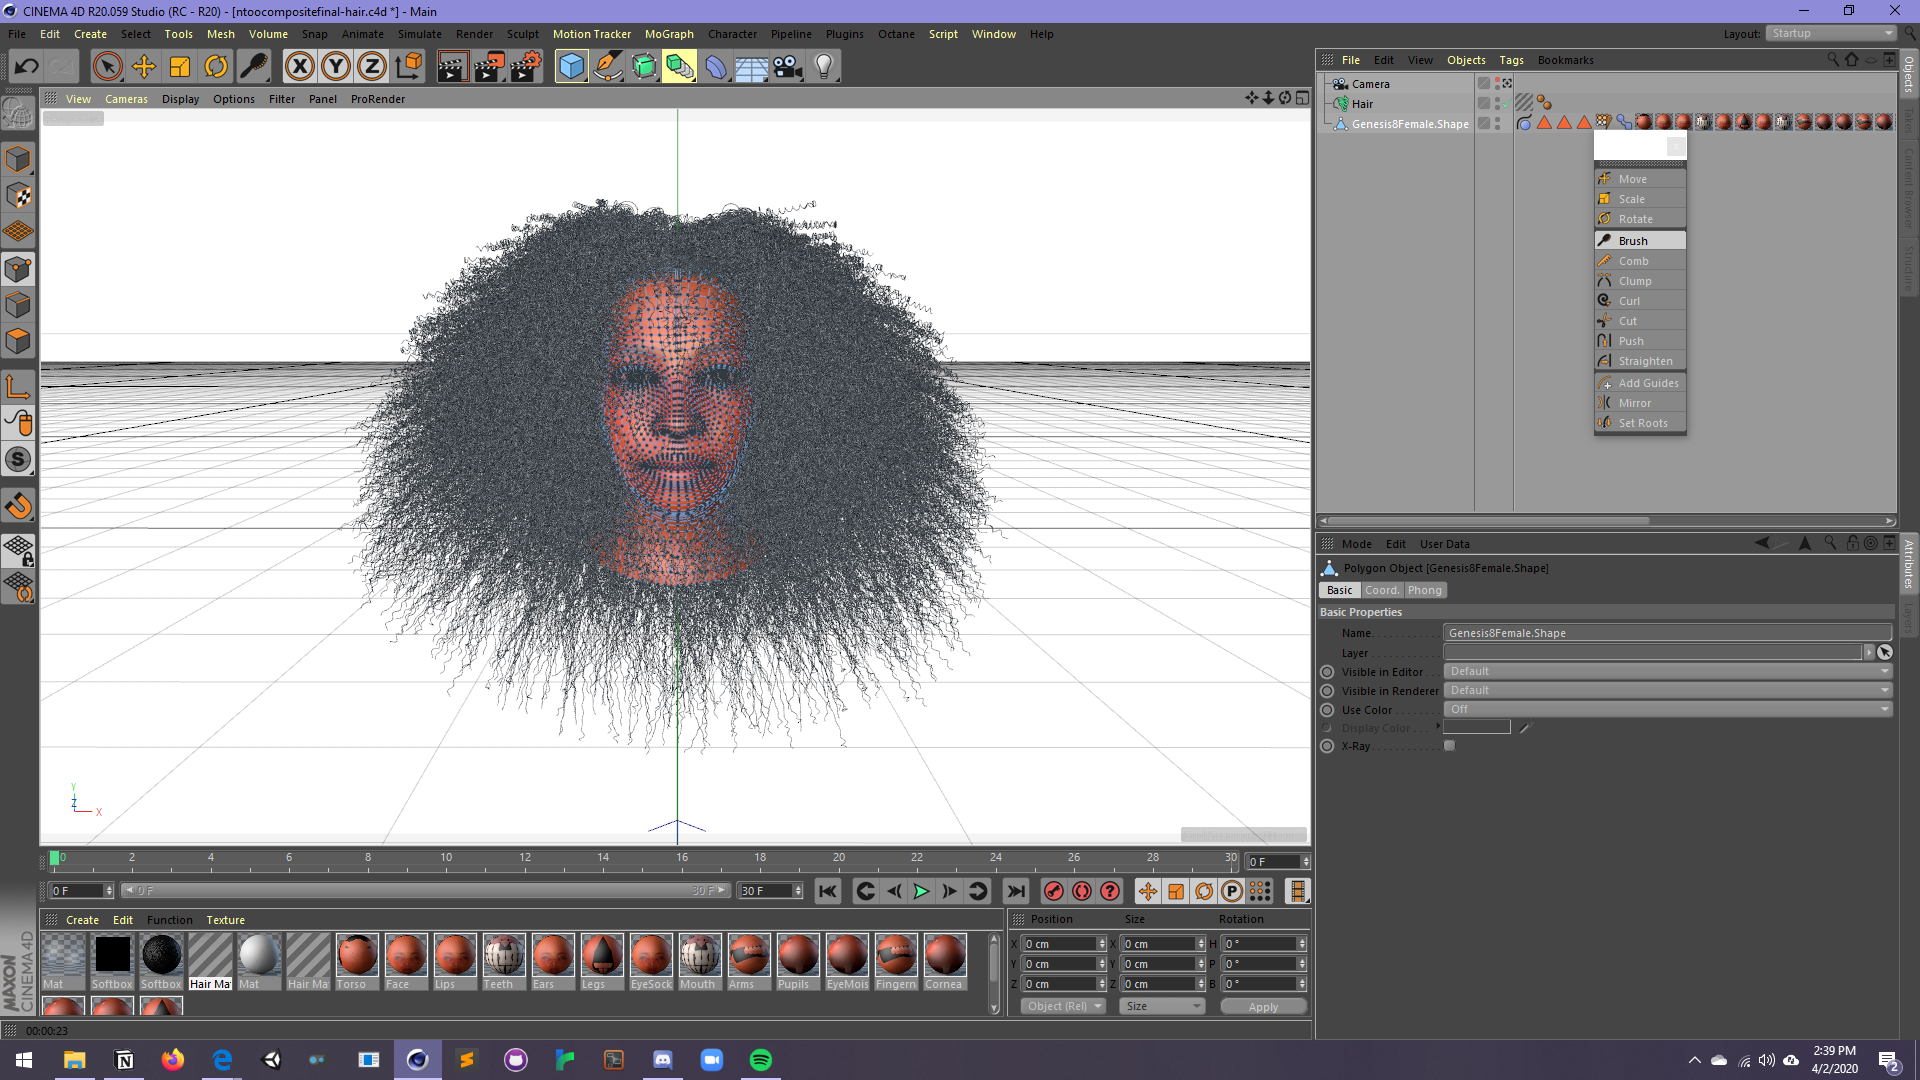 CINEMA 4D R20.059 Studio (RC - R20) - [ntoocompositefinal-hair.c4d *] - Main
File Edit Create Select Tools Mesh Volume Snap Animate Simulate Render Sculpt Motion Tracker MoGraph Character Pipeline Plugins Octane Script Window Help
Layout: Startup
View Cameras Display Options Filter Panel ProRender
File Edit View Objects Tags Bookmarks
Camera
Hair
Genesis8Female.Shape
Move
Scale
Rotate
Brush
Comb
Clump
Curl
Cut
Push
Straighten
Add Guides
Mirror
Set Roots
Objects
Takes
Content Browser
Structure
Mode Edit User Data
Polygon Object [Genesis8Female.Shape]
Basic Coord. Phong
Basic Properties
Name Genesis8Female.Shape
Layer
Visible in Editor Default
Visible in Renderer Default
Use Color Off
Display Color
X-Ray
Attributes
Layers
Y
Z
X
0 2 4 6 8 10 12 14 16 18 20 22 24 26 28 30 0 F
0 F 0 F 30 F 30 F
Create Edit Function Texture
Mat Softbox Softbox Hair Mat Mat Hair Ma Torso Face Lips Teeth Ears Legs EyeSock Mouth Arms Pupils EyeMois Fingern Cornea
Position Size Rotation
X 0 cm X 0 cm H 0 °
Y 0 cm Y 0 cm P 0 °
Z 0 cm Z 0 cm B 0 °
Object (Rel) Size Apply
MAXON
CINEMA 4D
00:00:23
2:39 PM
4/2/2020
2